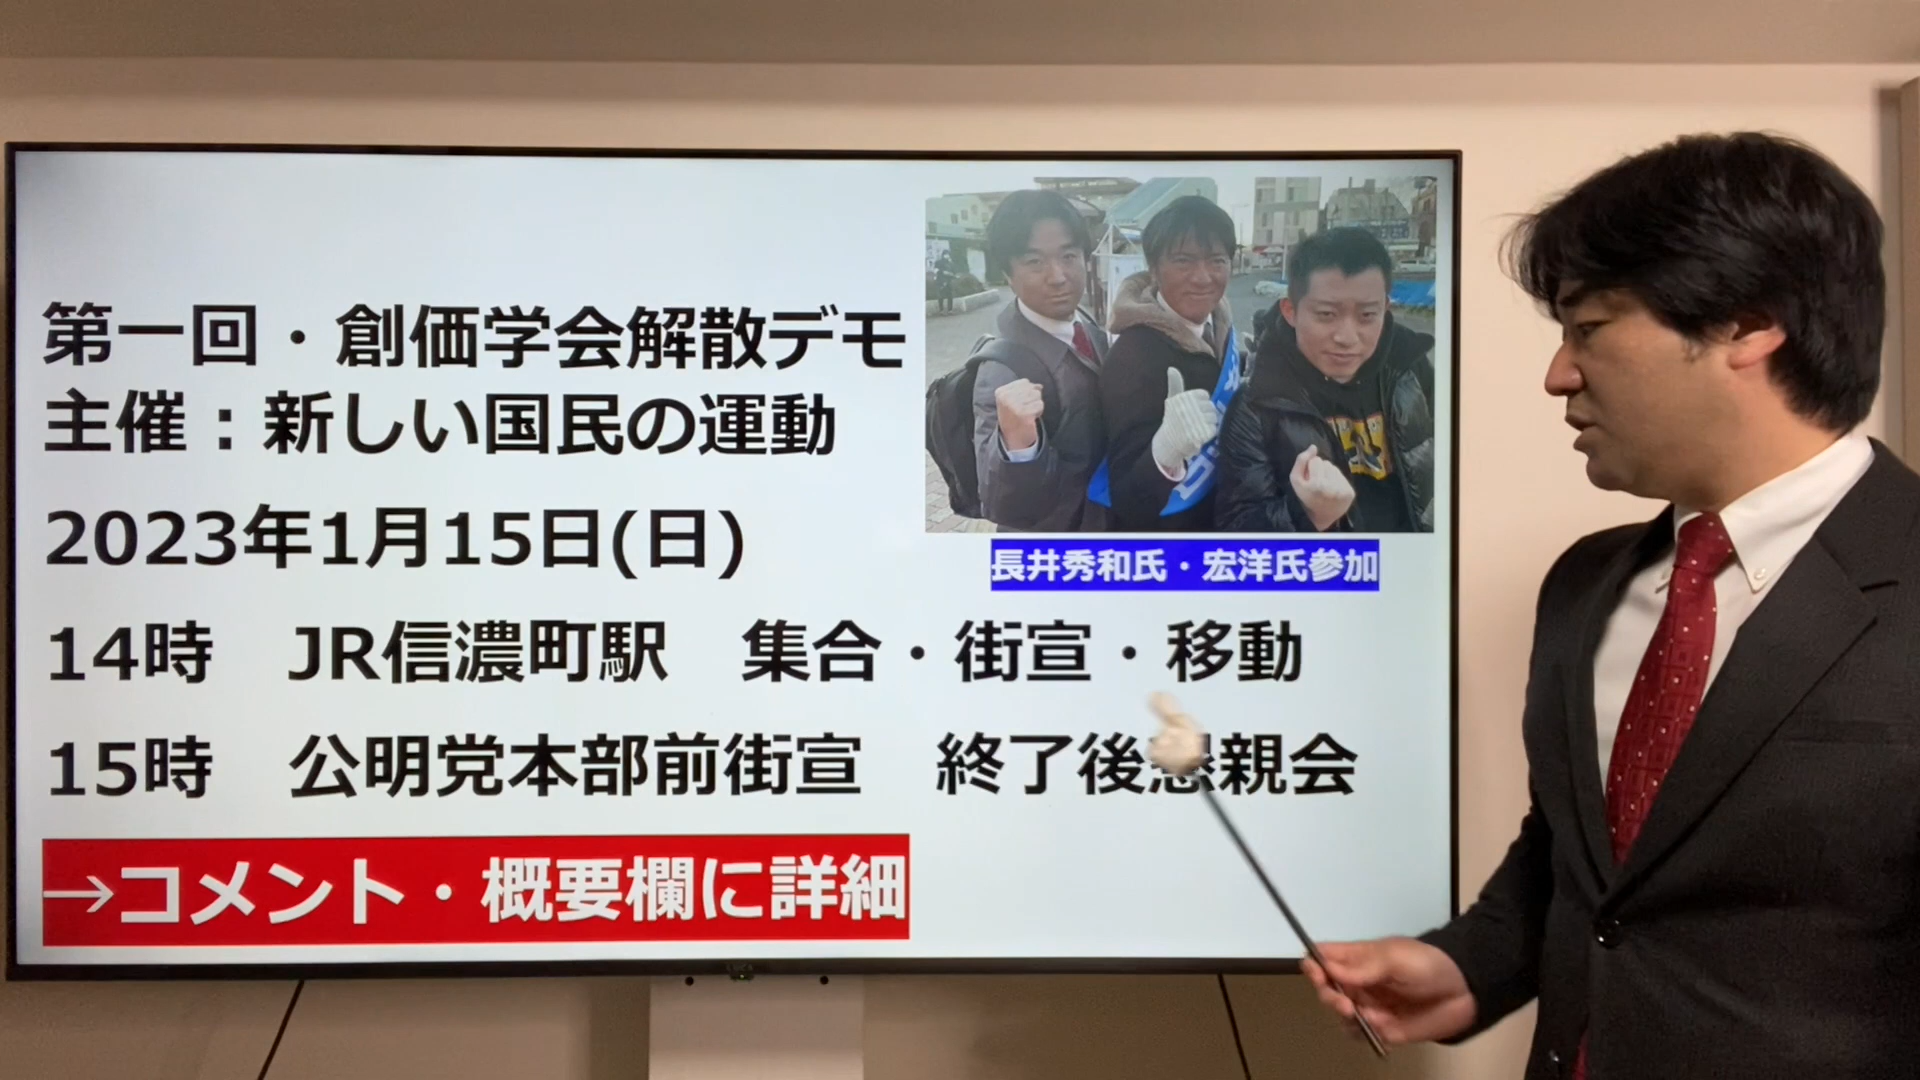 第一回・創価学会解散デモ
主催：新しい国民の運動
2023年1月15日(日)
長井秀和氏・宏洋氏参加
14時　JR信濃町駅　集合・街宣・移動
15時　公明党本部前街宣　終了後懇親会
→コメント・概要欄に詳細